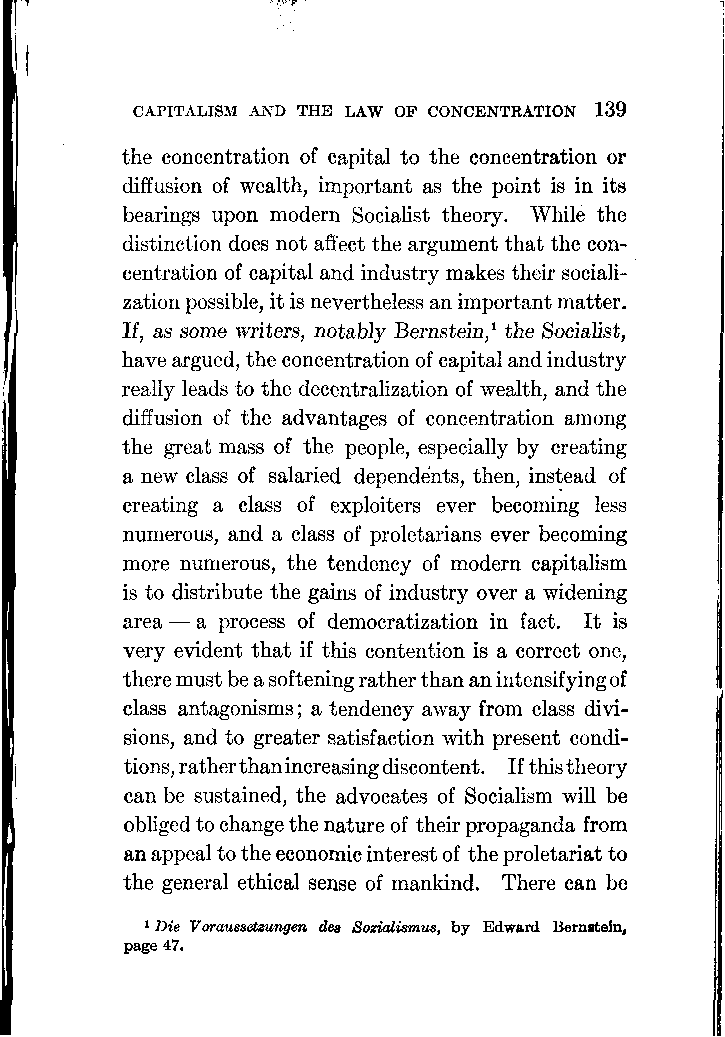 CAPITALISM AND THE LAW OF CONCENTRATION 139
the concentration of capital to the concentration or
diffusion of wealth, important as the point is in its
bearings upon modern Socialist theory. While the
distinction does not affect the argument that the con-
centration of capital and industry makes their sociali-
zation possible, it is nevertheless an important matter.
If, as some writers, notably Bernstein,¹ the Socialist,
have argued, the concentration of capital and industry
really leads to the decentralization of wealth, and the
diffusion of the advantages of concentration among
the great mass of the people, especially by creating
a new class of salaried dependents, then, instead of
creating a class of exploiters ever becoming less
numerous, and a class of proletarians ever becoming
more numerous, the tendency of modern capitalism
is to distribute the gains of industry over a widening
area — a process of democratization in fact. It is
very evident that if this contention is a correct one,
there must be a softening rather than an intensifying of
class antagonisms; a tendency away from class divi-
sions, and to greater satisfaction with present condi-
tions, rather than increasing discontent. If this theory
can be sustained, the advocates of Socialism will be
obliged to change the nature of their propaganda from
an appeal to the economic interest of the proletariat to
the general ethical sense of mankind. There can be
¹ Die Voraussetzungen des Sozialismus, by Edward Bernstein,
page 47.